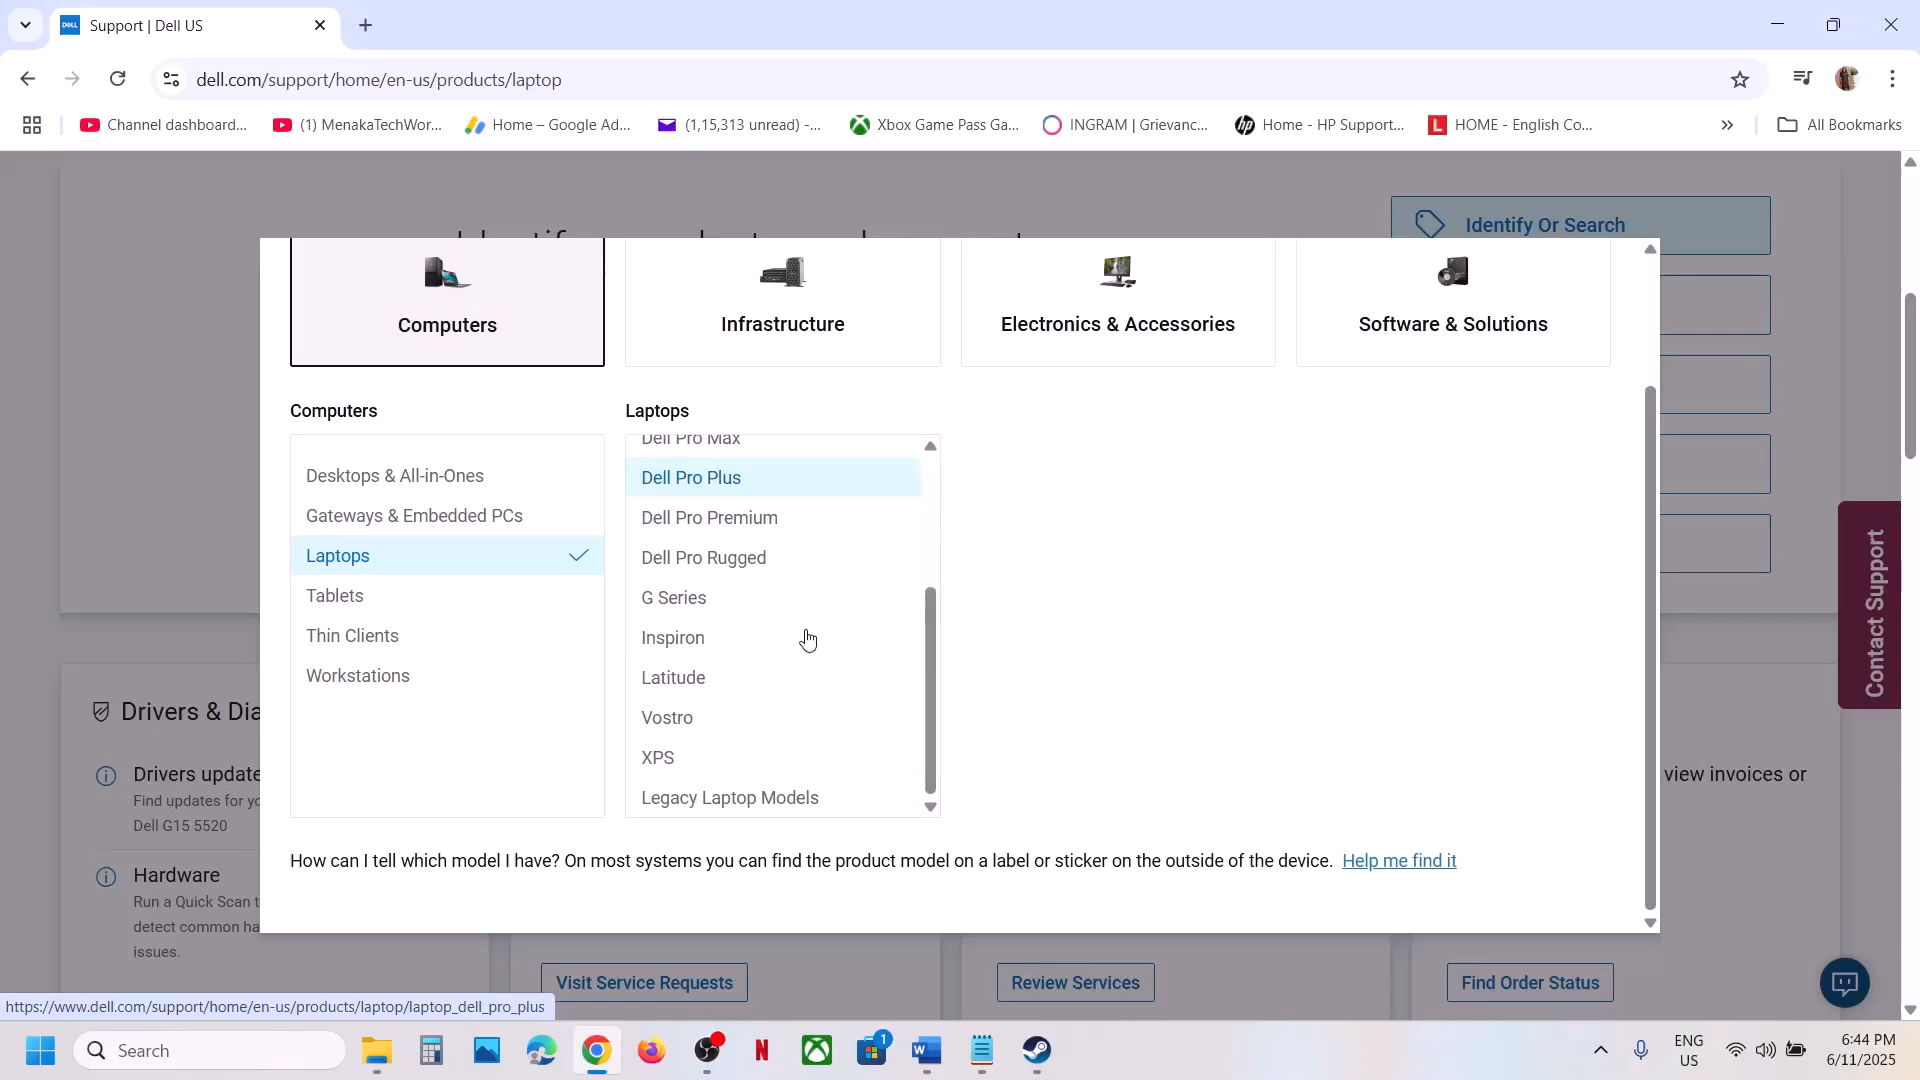 Support | Dell US
dell.com/support/home/en-us/products/laptop
Channel dashboard...
(1) MenakaTechWor...
Home – Google Ad...
(1,15,313 unread) -...
Xbox Game Pass Ga...
INGRAM | Grievanc...
Home - HP Support...
HOME - English Co...
All Bookmarks
Identify Or Search
Computers
Infrastructure
Electronics & Accessories
Software & Solutions
Computers
Laptops
Desktops & All-in-Ones
Gateways & Embedded PCs
Laptops
Tablets
Thin Clients
Workstations
Dell Pro Max
Dell Pro Plus
Dell Pro Premium
Dell Pro Rugged
G Series
Inspiron
Latitude
Vostro
XPS
Legacy Laptop Models
How can I tell which model I have? On most systems you can find the product model on a label or sticker on the outside of the device. Help me find it
Contact Support
Drivers & Dia
Drivers update
Find updates for yo
Dell G15 5520
Hardware
Run a Quick Scan t
detect common ha
issues.
view invoices or
Visit Service Requests
Review Services
Find Order Status
https://www.dell.com/support/home/en-us/products/laptop/laptop_dell_pro_plus
Search
1
ENG
US
6:44 PM
6/11/2025